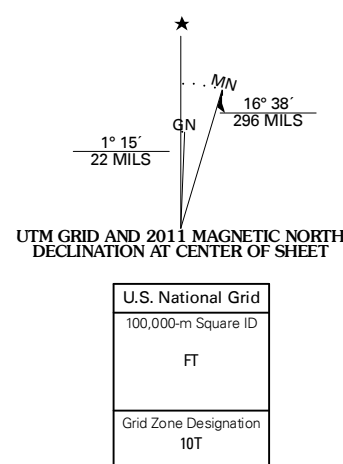 MN
GN
16° 38´
296 MILS
1° 15´
22 MILS
UTM GRID AND 2011 MAGNETIC NORTH
DECLINATION AT CENTER OF SHEET
U.S. National Grid
100,000-m Square ID
FT
Grid Zone Designation
10T